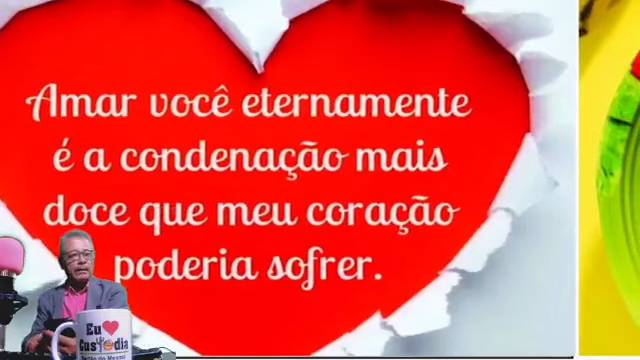 Amar você eternamente
é a condenação mais
doce que meu coração
poderia sofrer.
Eu
Custódia